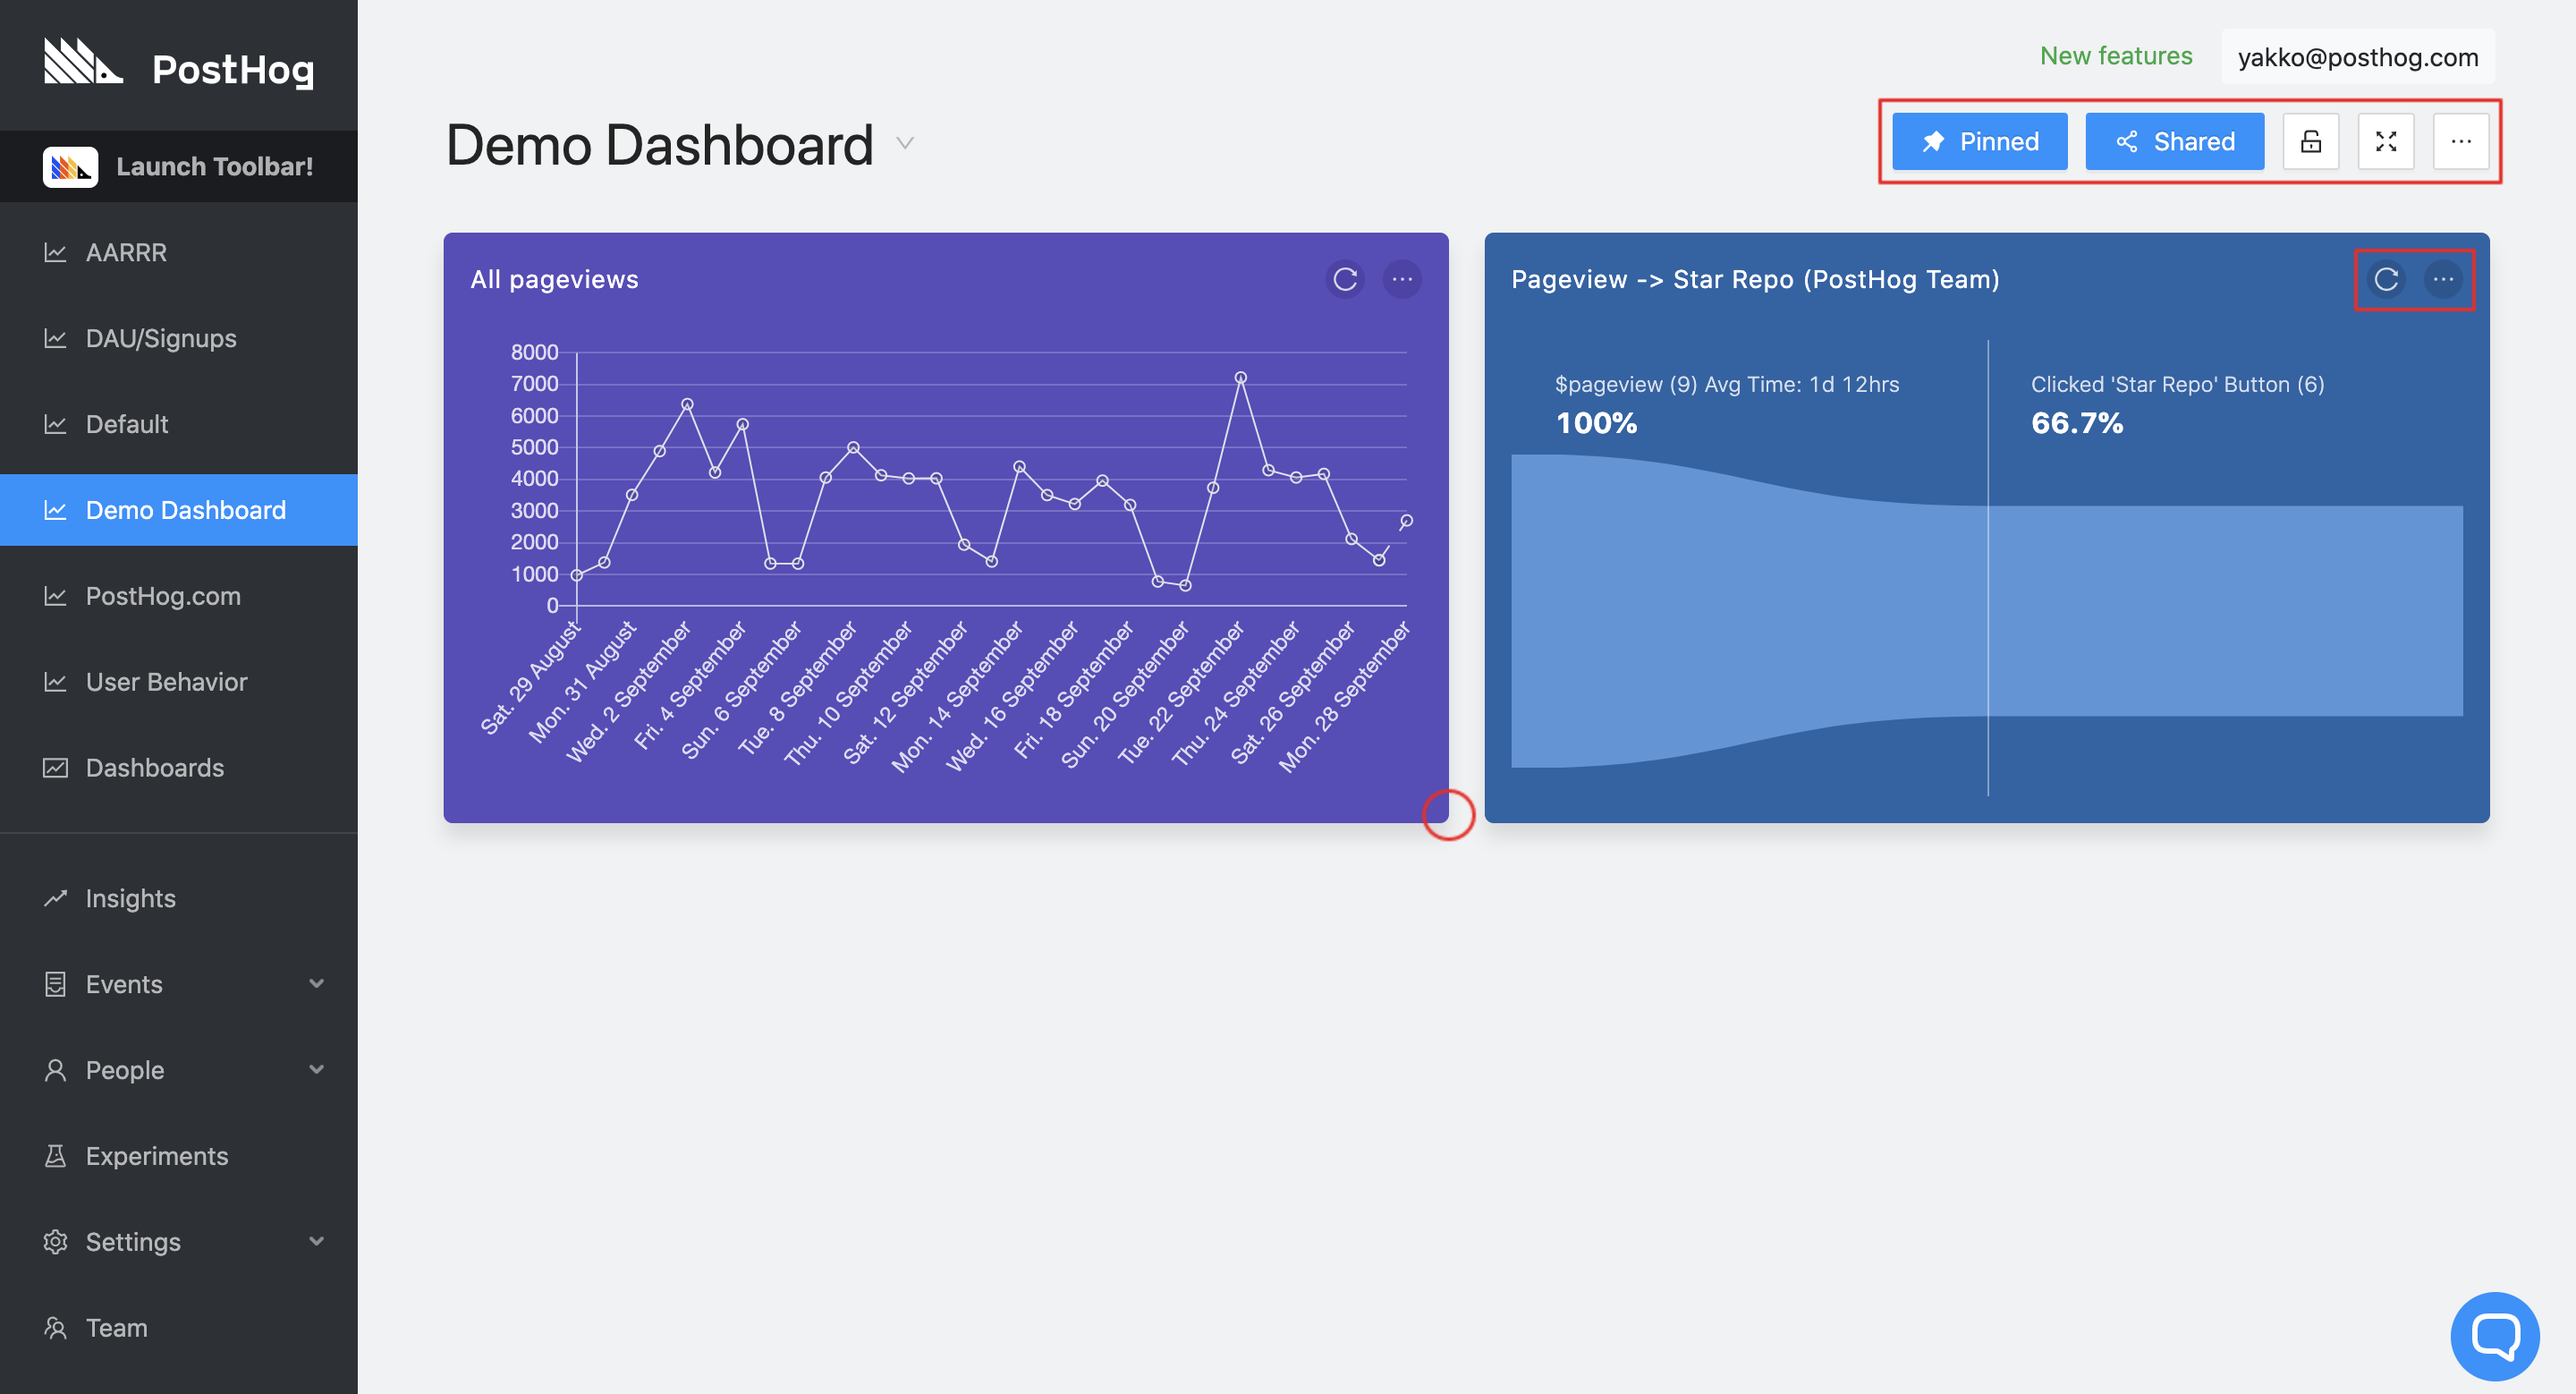 PostHog
Launch Toolbar!
AARRR
DAU/Signups
Default
Demo Dashboard
PostHog.com
User Behavior
Dashboards
Insights
Events
People
Experiments
Settings
Team
New features
yakko@posthog.com
Demo Dashboard
Pinned
Shared
All pageviews
8000
7000
6000
5000
4000
3000
2000
1000
0
Sat. 29 August
Mon. 31 August
Wed. 2 September
Fri. 4 September
Sun. 6 September
Tue. 8 September
Thu. 10 September
Sat. 12 September
Mon. 14 September
Wed. 16 September
Fri. 18 September
Sun. 20 September
Tue. 22 September
Thu. 24 September
Sat. 26 September
Mon. 28 September
Pageview -> Star Repo (PostHog Team)
$pageview (9) Avg Time: 1d 12hrs
100%
Clicked 'Star Repo' Button (6)
66.7%